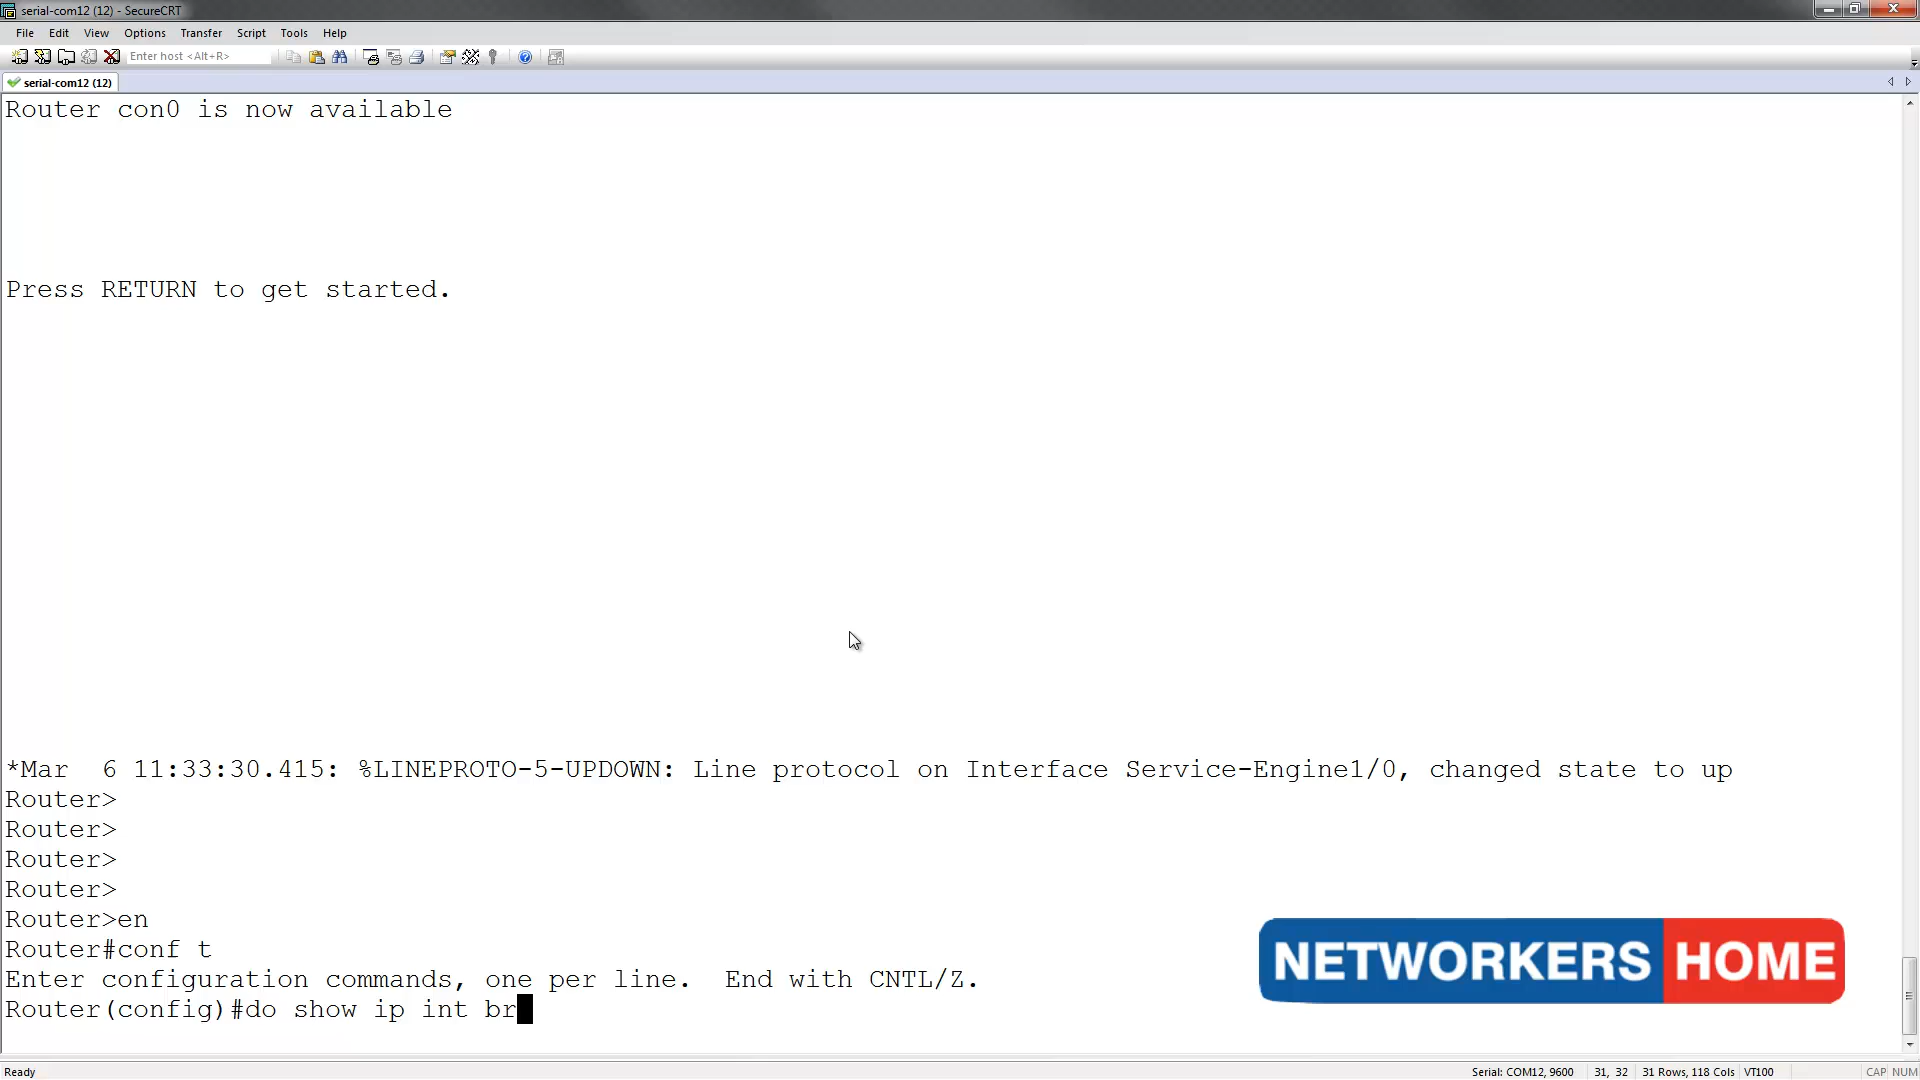 serial-com12 (12) - SecureCRT
File Edit View Options Transfer Script Tools Help
Enter host <Alt+R>
serial-com12 (12)
Router con0 is now available
Press RETURN to get started.
*Mar  6 11:33:30.415: %LINEPROTO-5-UPDOWN: Line protocol on Interface Service-Engine1/0, changed state to up
Router>
Router>
Router>
Router>
Router>en
Router#conf t
Enter configuration commands, one per line.  End with CNTL/Z.
Router(config)#do show ip int br
NETWORKERS HOME
Ready Serial: COM12, 9600 31, 32 31 Rows, 118 Cols VT100 CAP NUM